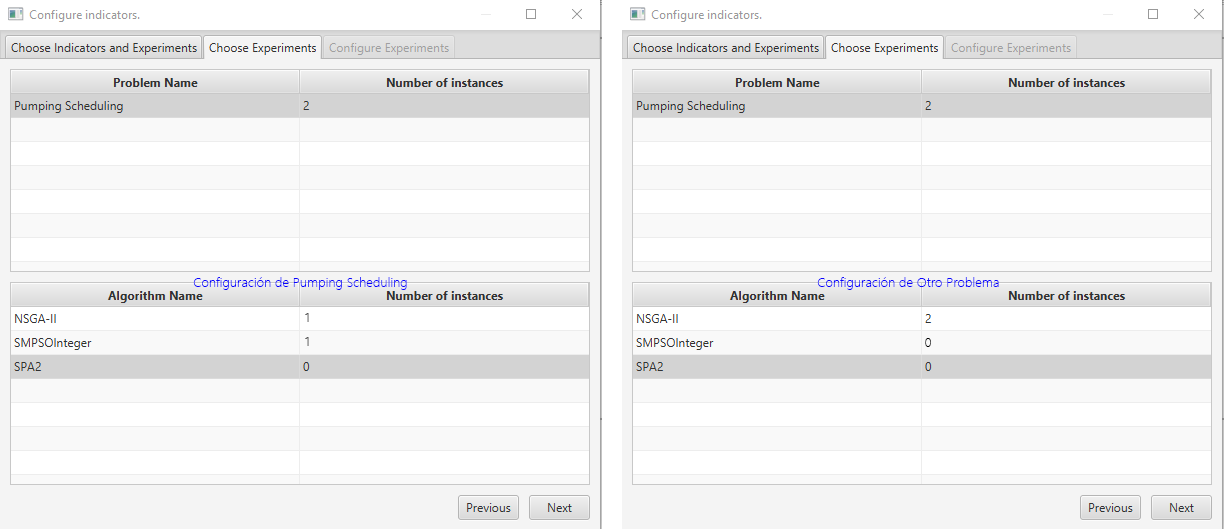 Configure indicators.
Choose Indicators and Experiments Choose Experiments Configure Experiments
Problem Name Number of instances
Pumping Scheduling 2
Configuración de Pumping Scheduling
Algorithm Name Number of instances
NSGA-II 1
SMPSOInteger 1
SPA2 0
Previous Next
Configure indicators.
Choose Indicators and Experiments Choose Experiments Configure Experiments
Problem Name Number of instances
Pumping Scheduling 2
Configuración de Otro Problema
Algorithm Name Number of instances
NSGA-II 2
SMPSOInteger 0
SPA2 0
Previous Next